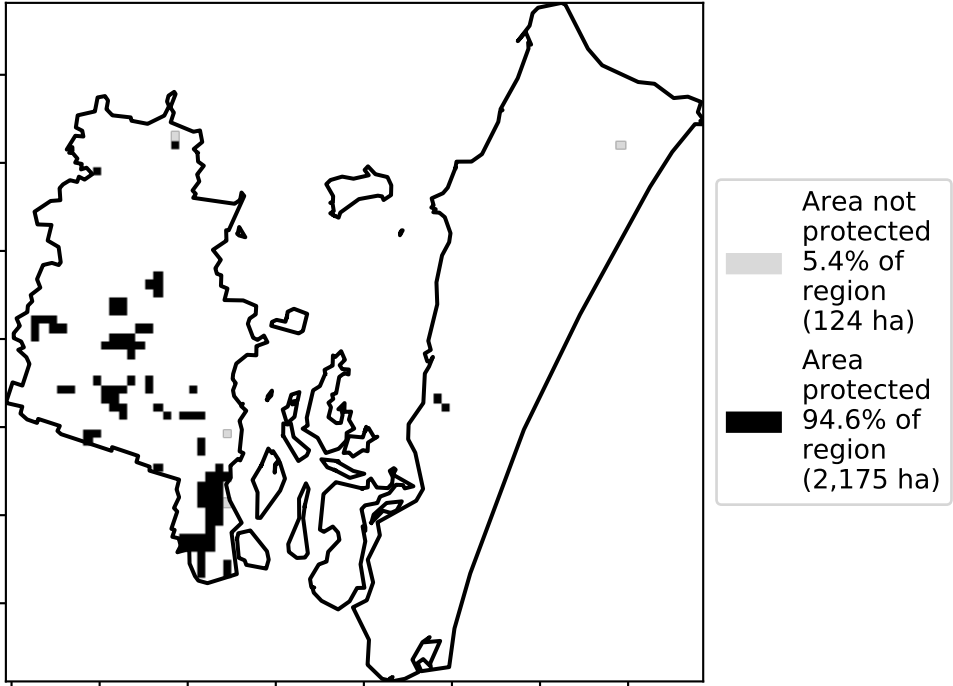 Area not
protected
5.4% of
region
(124 ha)
Area
protected
94.6% of
region
(2,175 ha)